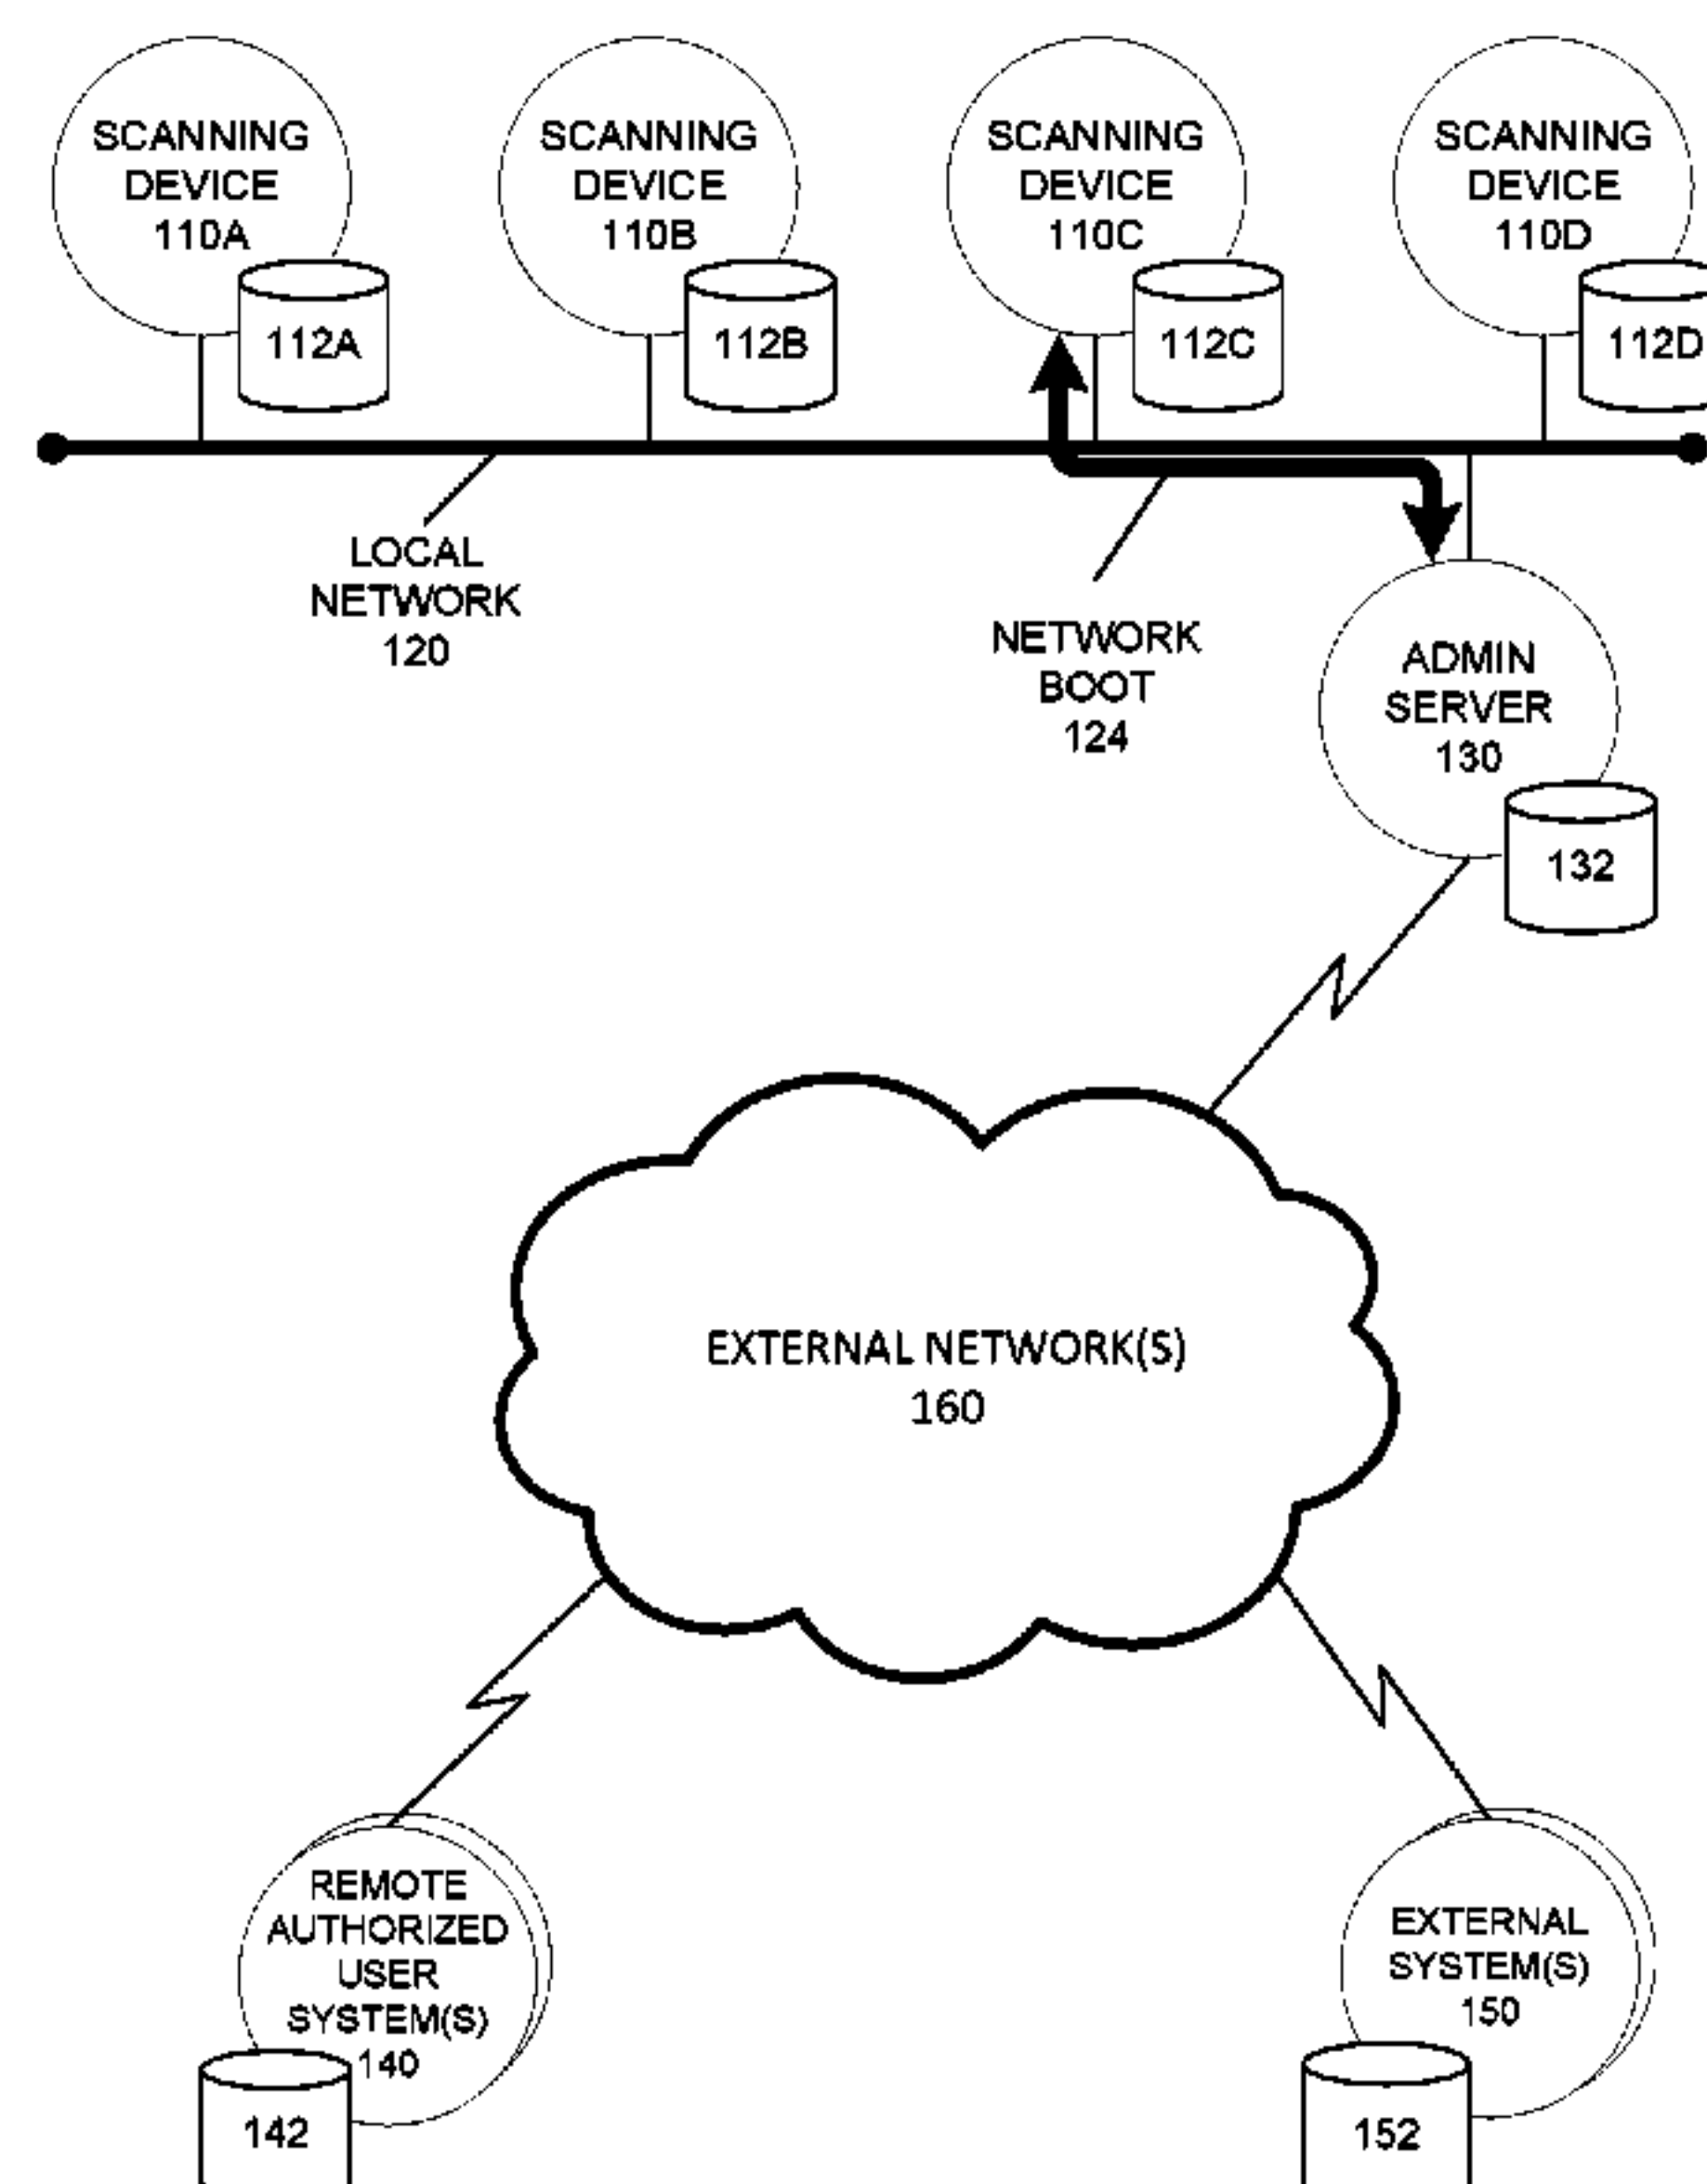 SCANNING
DEVICE
110A
112A
SCANNING
DEVICE
110B
112B
SCANNING
DEVICE
110C
112C
SCANNING
DEVICE
110D
112D
LOCAL
NETWORK
120
NETWORK
BOOT
124
ADMIN
SERVER
130
132
EXTERNAL NETWORK(S)
160
REMOTE
AUTHORIZED
USER
SYSTEM(S)
140
142
EXTERNAL
SYSTEM(S)
150
152